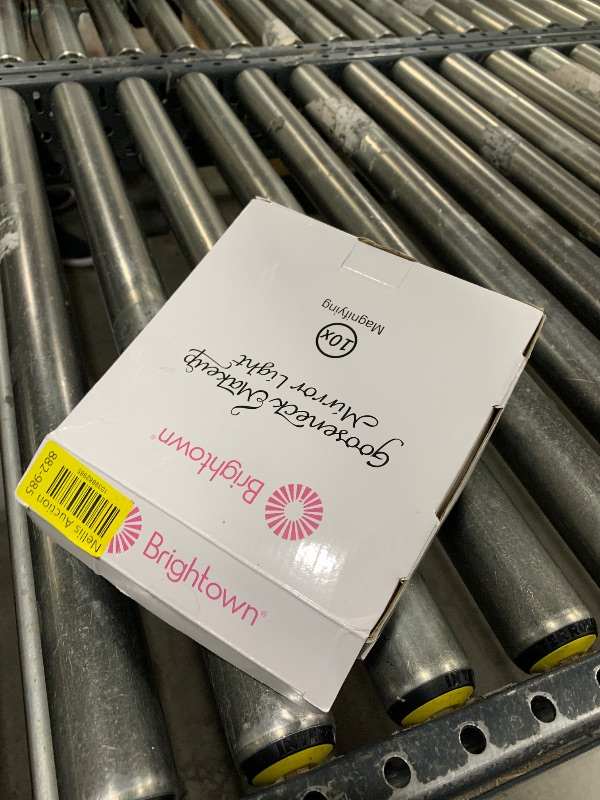 Brightown®
Gooseneck Makeup
Mirror Light
10x
Magnifying
Brightown®
Nellis Auction
882-985